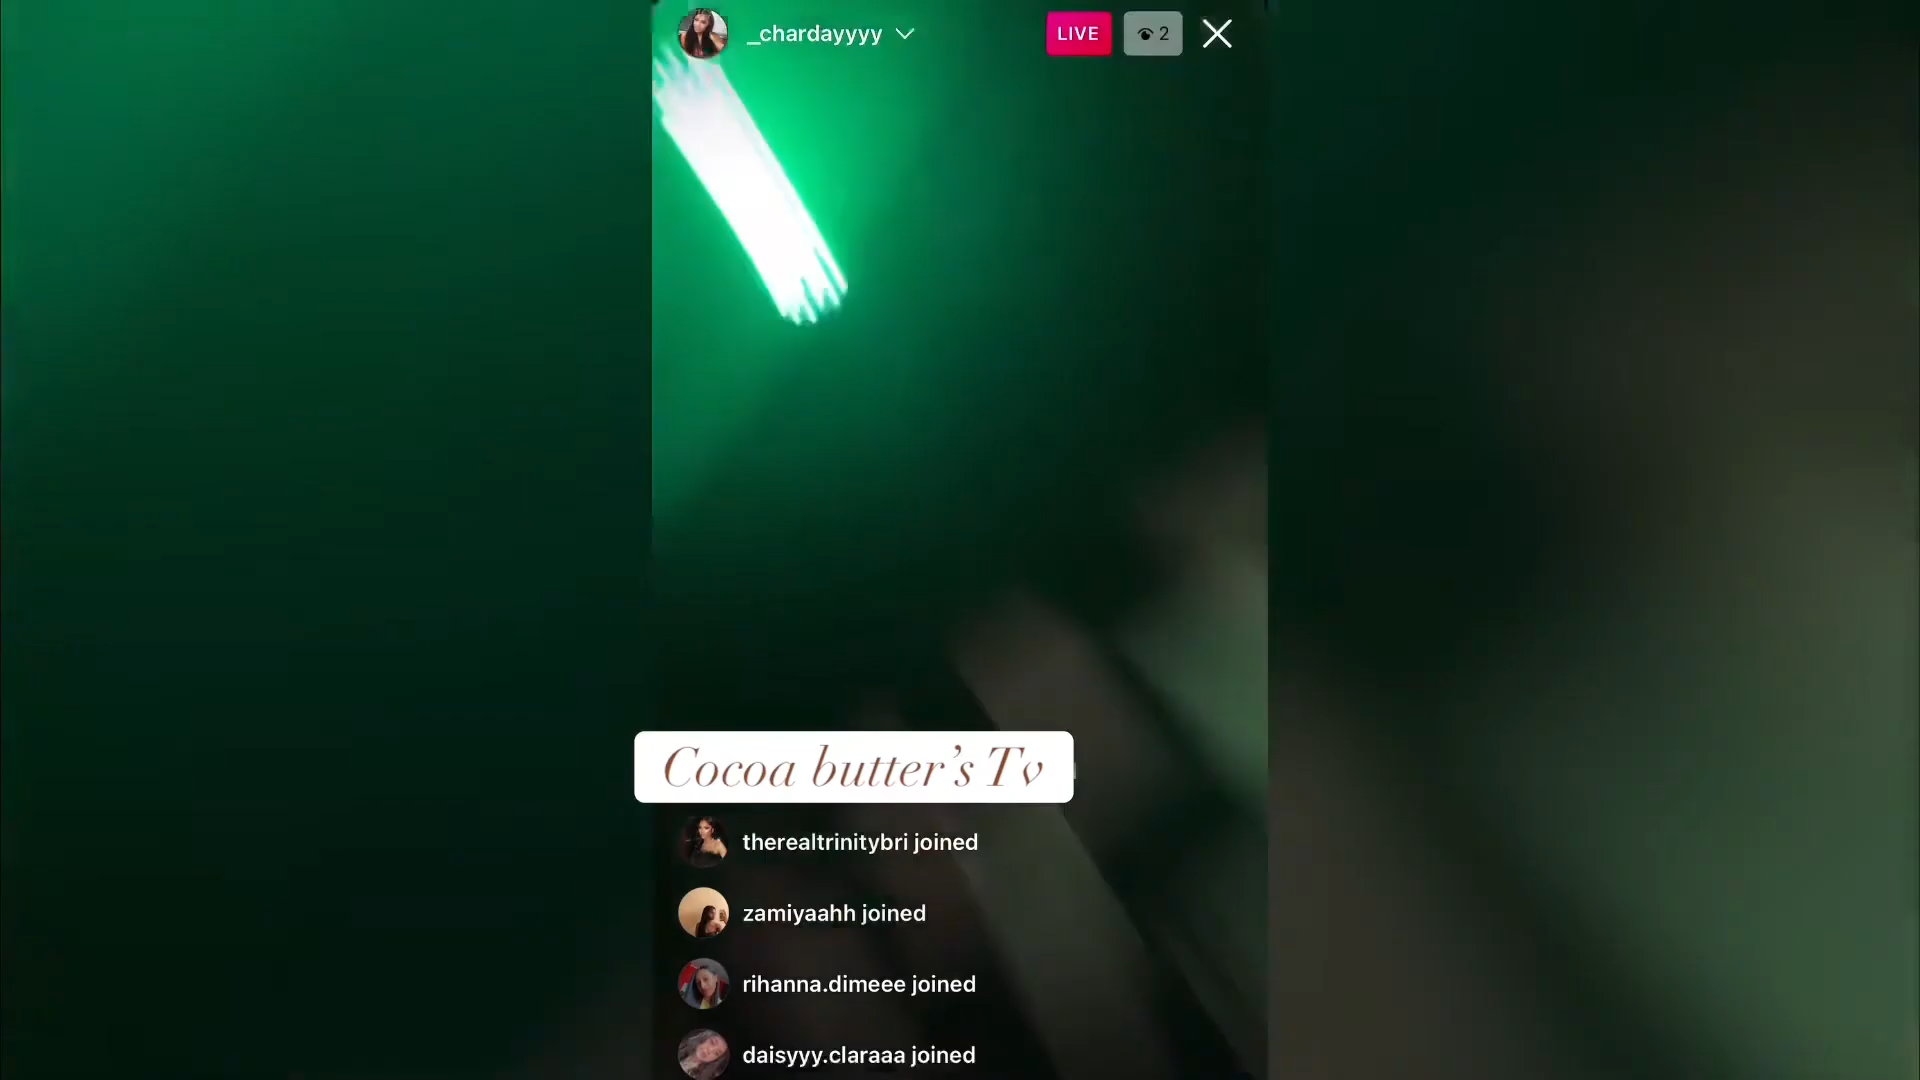 _chardayyyy
LIVE
2
Cocoa butter's Tv
therealtrinitybri joined
zamiyaahh joined
rihanna.dimeee joined
daisyyy.claraaa joined